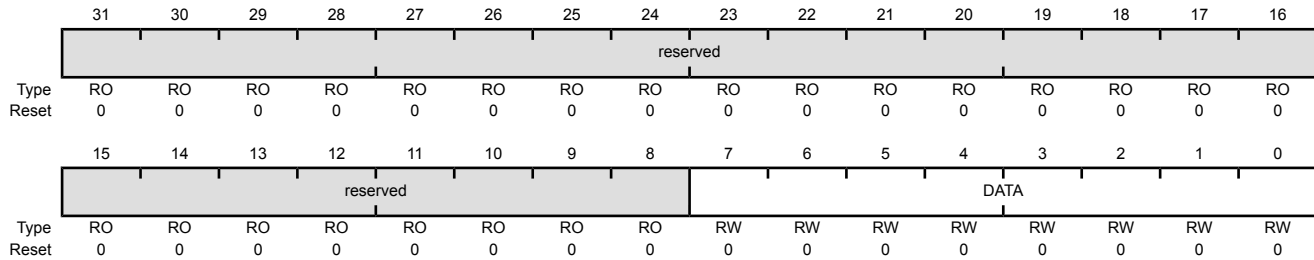 31 30 29 28 27 26 25 24 23 22 21 20 19 18 17 16
reserved
Type RO RO RO RO RO RO RO RO RO RO RO RO RO RO RO RO
Reset 0 0 0 0 0 0 0 0 0 0 0 0 0 0 0 0
15 14 13 12 11 10 9 8 7 6 5 4 3 2 1 0
reserved DATA
Type RO RO RO RO RO RO RO RO RW RW RW RW RW RW RW RW
Reset 0 0 0 0 0 0 0 0 0 0 0 0 0 0 0 0